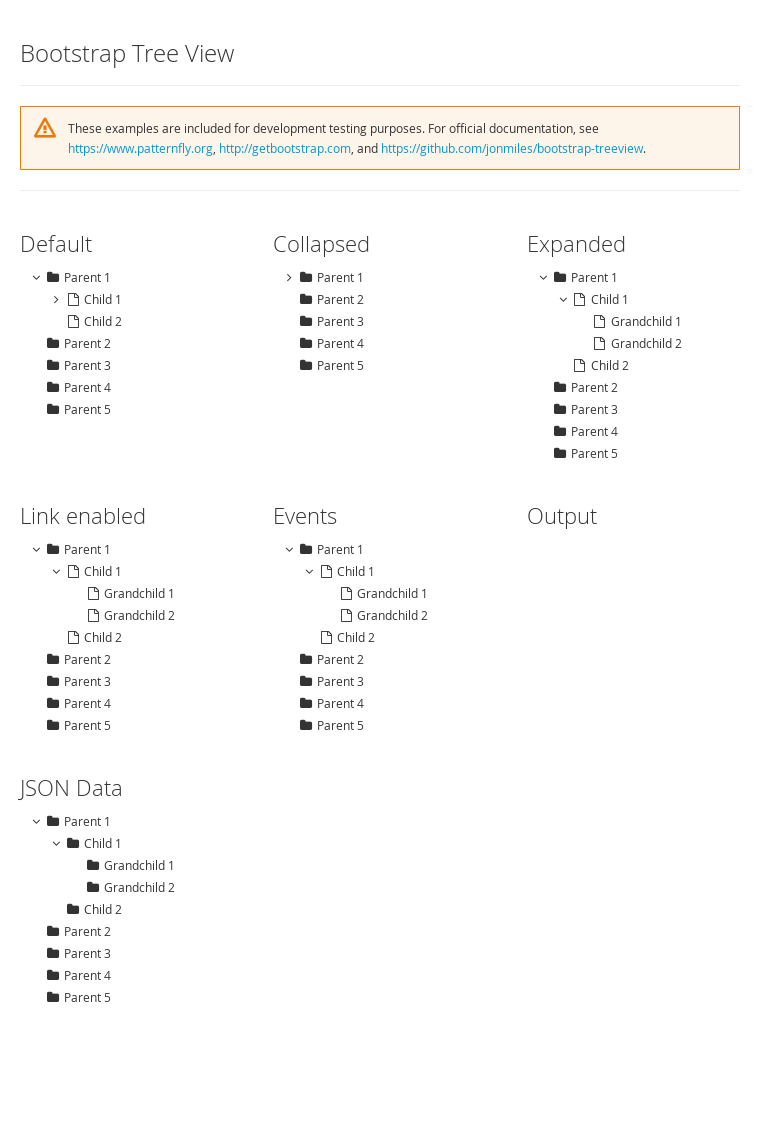 Bootstrap Tree View
These examples are included for development testing purposes. For official documentation, see
https://www.patternfly.org, http://getbootstrap.com, and https://github.com/jonmiles/bootstrap-treeview.
Default
Parent 1
Child 1
Child 2
Parent 2
Parent 3
Parent 4
Parent 5
Collapsed
Parent 1
Parent 2
Parent 3
Parent 4
Parent 5
Expanded
Parent 1
Child 1
Grandchild 1
Grandchild 2
Child 2
Parent 2
Parent 3
Parent 4
Parent 5
Link enabled
Parent 1
Child 1
Grandchild 1
Grandchild 2
Child 2
Parent 2
Parent 3
Parent 4
Parent 5
Events
Parent 1
Child 1
Grandchild 1
Grandchild 2
Child 2
Parent 2
Parent 3
Parent 4
Parent 5
Output
JSON Data
Parent 1
Child 1
Grandchild 1
Grandchild 2
Child 2
Parent 2
Parent 3
Parent 4
Parent 5